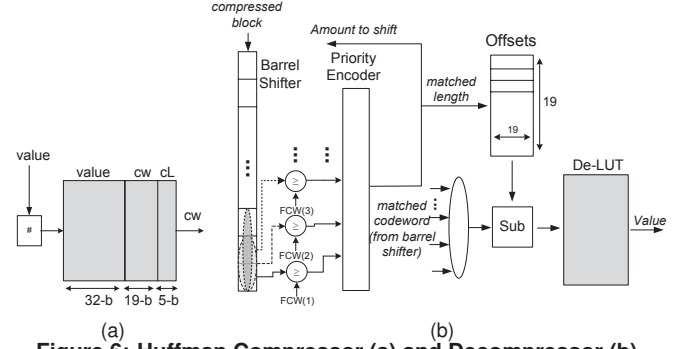 compressed
block
Amount to shift
Offsets
Barrel
Shifter
Priority
Encoder
matched
length
19
19
value
value
cw
cL
#
cw
32-b
19-b
5-b
≥
FCW(3)
≥
FCW(2)
≥
FCW(1)
matched
codeword
(from barrel
shifter)
Sub
De-LUT
Value
(a)
(b)
Figure 6: Huffman Compressor (a) and Decompressor (b)